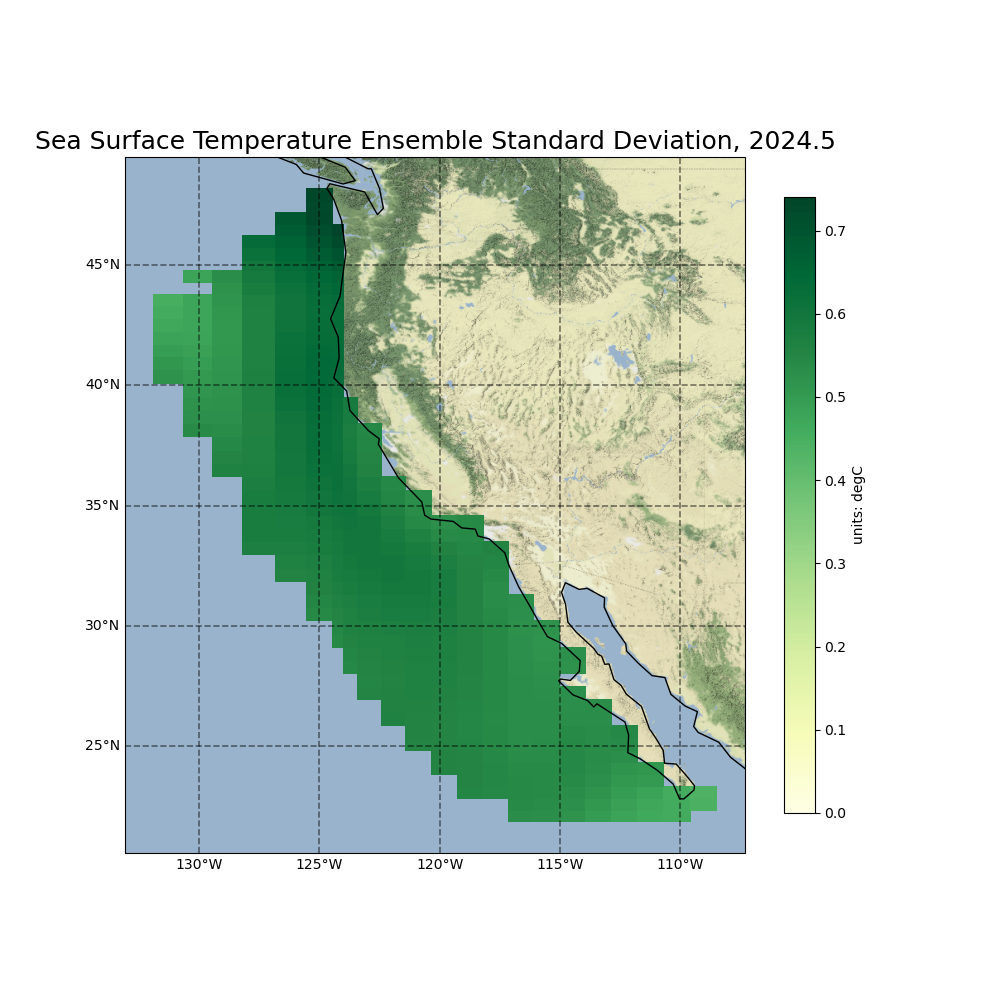 Sea Surface Temperature Ensemble Standard Deviation, 2024.5
45°N
40°N
35°N
30°N
25°N
130°W
125°W
120°W
115°W
110°W
0.7
0.6
0.5
0.4
0.3
0.2
0.1
0.0
units: degC